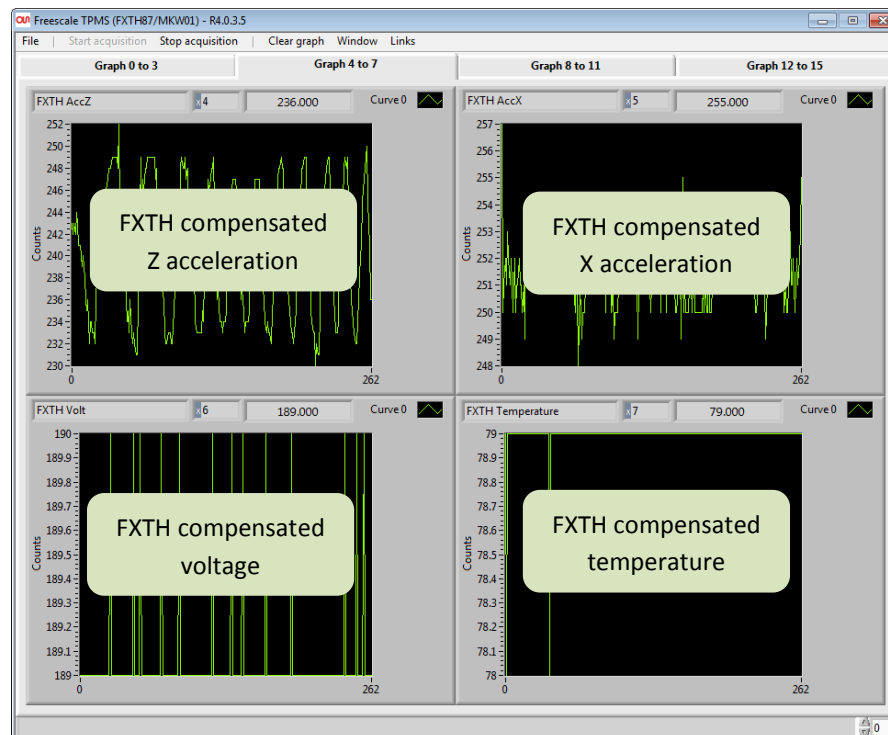 Freescale TPMS (FXTH87/MKW01) - R4.0.3.5
File Start acquisition Stop acquisition Clear graph Window Links
Graph 0 to 3 Graph 4 to 7 Graph 8 to 11 Graph 12 to 15
FXTH AccZ x4 236.000 Curve 0
252
250
248
246
244
242
240
238
236
234
232
230
Counts
0 262
FXTH compensated
Z acceleration
FXTH AccX x5 255.000 Curve 0
257
256
255
254
253
252
251
250
249
248
Counts
0 262
FXTH compensated
X acceleration
FXTH Volt x6 189.000 Curve 0
190
189.9
189.8
189.7
189.6
189.5
189.4
189.3
189.2
189.1
189
Counts
0 262
FXTH compensated
voltage
FXTH Temperature x7 79.000 Curve 0
79
78.9
78.8
78.7
78.6
78.5
78.4
78.3
78.2
78.1
78
Counts
0 262
FXTH compensated
temperature
0